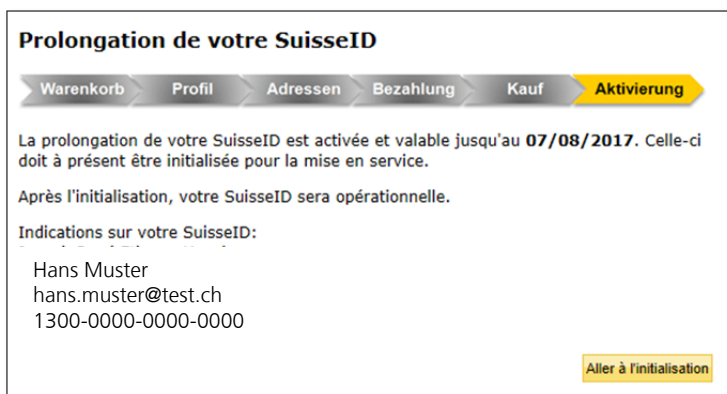 Prolongation de votre SuisseID
Warenkorb Profil Adressen Bezahlung Kauf Aktivierung
La prolongation de votre SuisseID est activée et valable jusqu'au 07/08/2017. Celle-ci
doit à présent être initialisée pour la mise en service.
Après l'initialisation, votre SuisseID sera opérationnelle.
Indications sur votre SuisseID:
Hans Muster
hans.muster@test.ch
1300-0000-0000-0000
Aller à l'initialisation